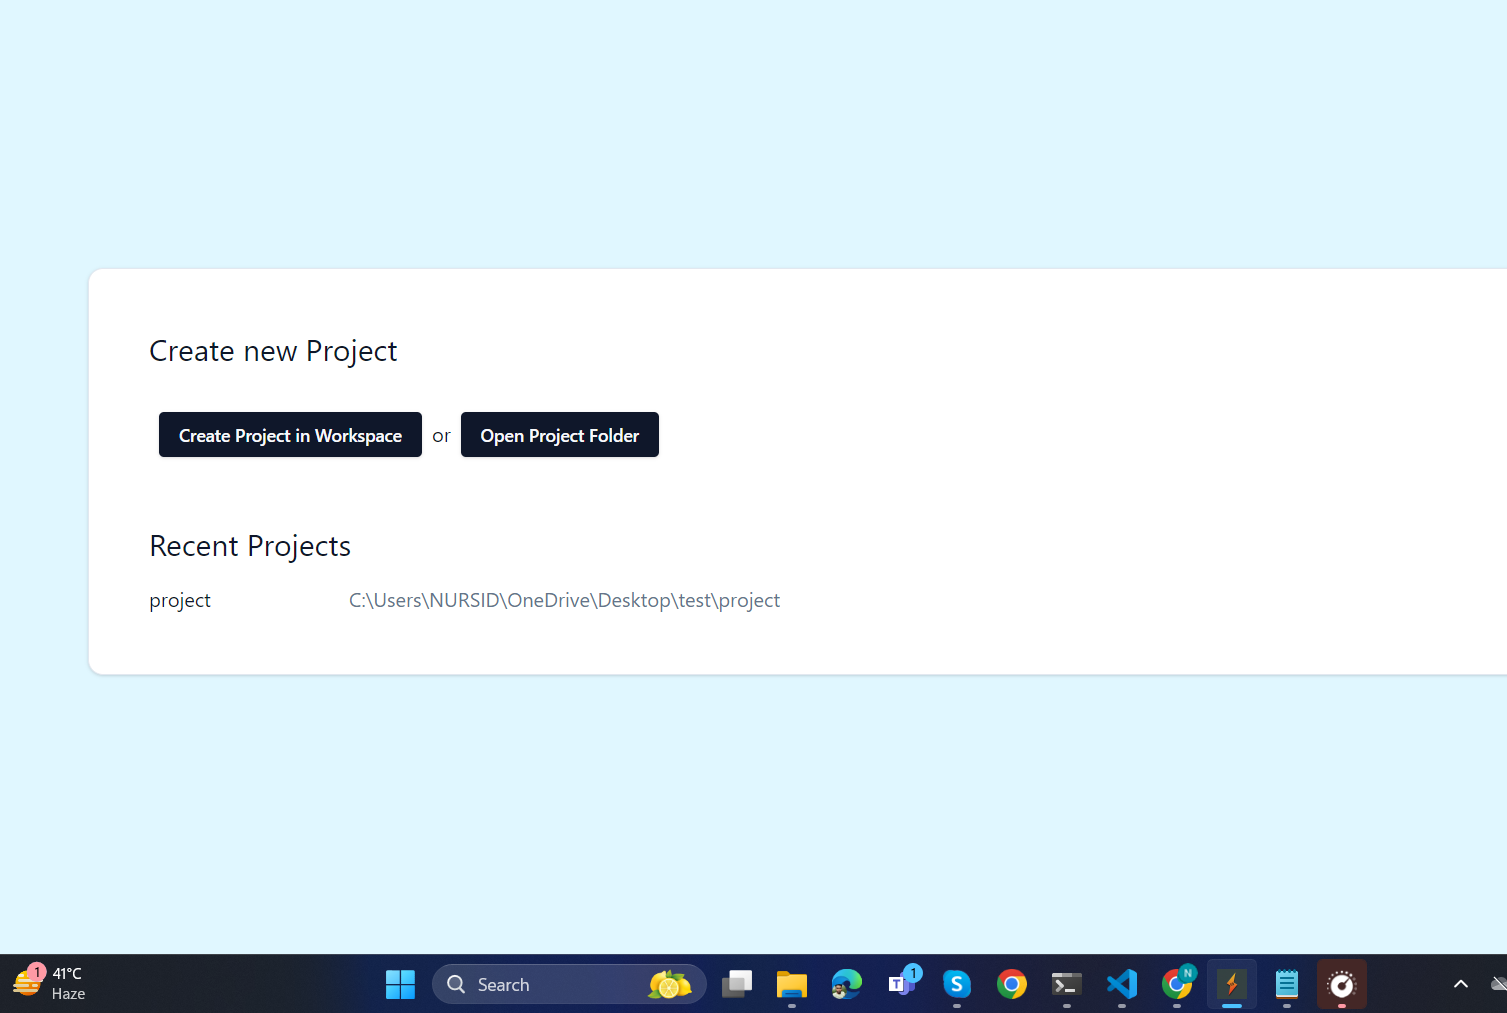 Create new Project
Create Project in Workspace or Open Project Folder
Recent Projects
project C:\Users\NURSID\OneDrive\Desktop\test\project
1 41°C
Haze
Search
T 1
S
N